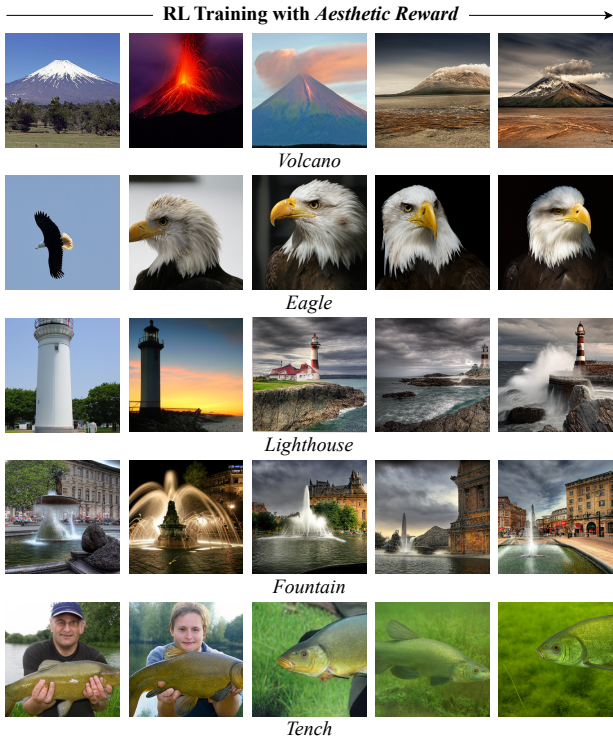 RL Training with Aesthetic Reward
Volcano
Eagle
Lighthouse
Fountain
Tench